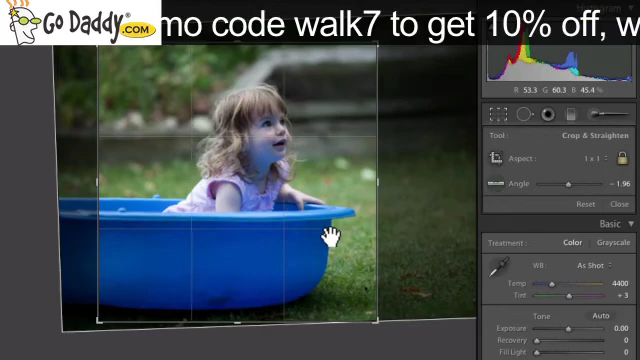 Go Daddy
.COM
mo code walk7 to get 10% off, w
Histogram
R 53.3 G 60.3 B 45.4 %
Tool : Crop & Straighten
Aspect : 1 x 1
Angle - 1.96
Reset Close
Basic
Treatment : Color Grayscale
WB : As Shot
Temp 4400
Tint + 3
Tone Auto
Exposure 0.00
Recovery 0
Fill Light 0